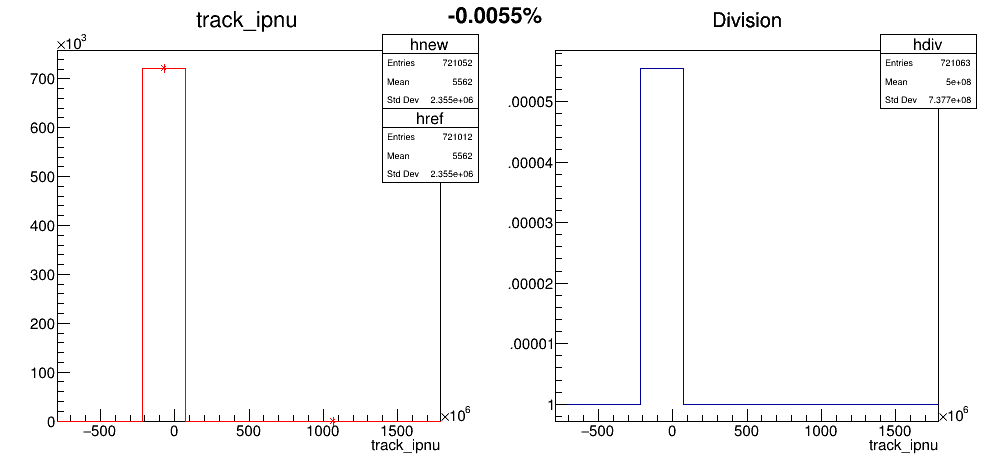 -0.0055%
track_ipnu
×10³
700
600
500
400
300
200
100
0
−500
0
500
1000
1500
×10⁶
track_ipnu
hnew
Entries 721052
Mean 5562
Std Dev 2.355e+06
href
Entries 721012
Mean 5562
Std Dev 2.355e+06
Division
.00005
.00004
.00003
.00002
.00001
1
−500
0
500
1000
1500
×10⁶
track_ipnu
hdiv
Entries 721063
Mean 5e+08
Std Dev 7.377e+08